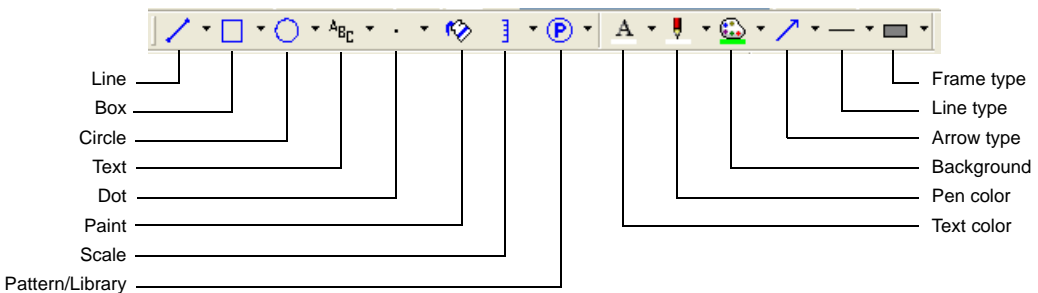 ABC
P
A
Line
Box
Circle
Text
Dot
Paint
Scale
Pattern/Library
Frame type
Line type
Arrow type
Background
Pen color
Text color